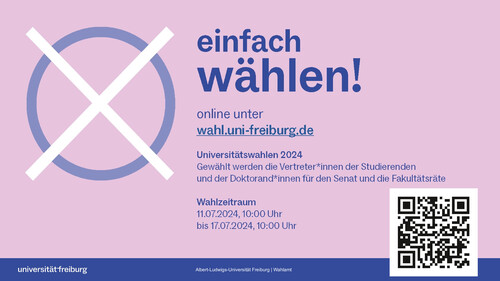 einfach
wählen!
online unter
wahl.uni-freiburg.de
Universitätswahlen 2024
Gewählt werden die Vertreter*innen der Studierenden
und der Doktorand*innen für den Senat und die Fakultätsräte
Wahlzeitraum
11.07.2024, 10:00 Uhr
bis 17.07.2024, 10:00 Uhr
universität freiburg
Albert-Ludwigs-Universität Freiburg | Wahlamt